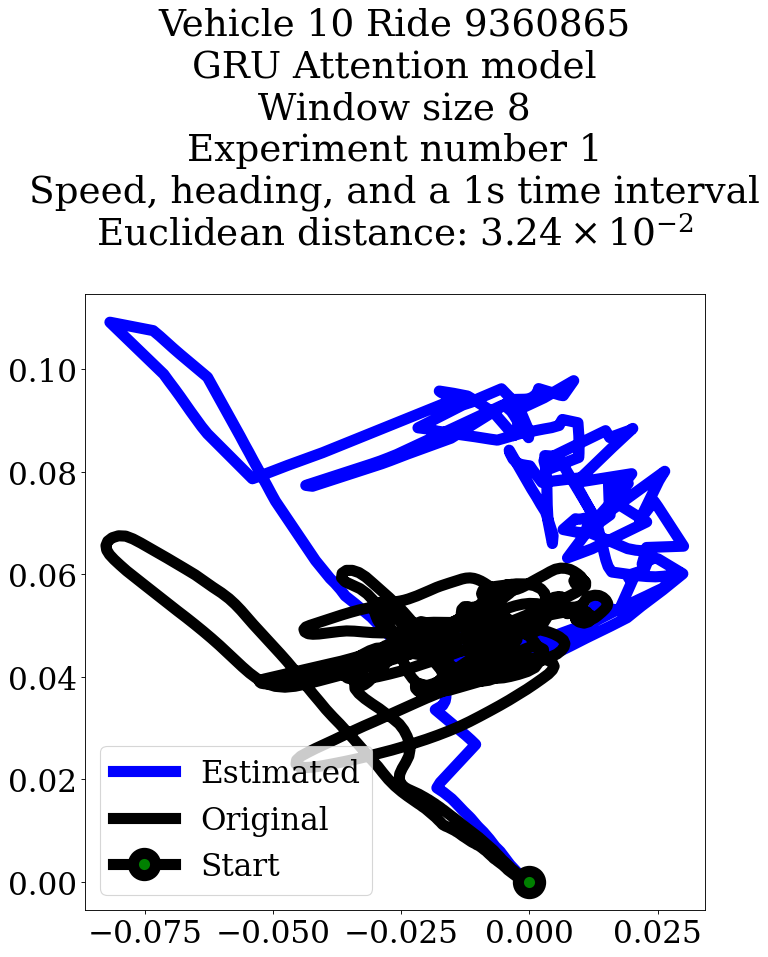 Vehicle 10 Ride 9360865
GRU Attention model
Window size 8
Experiment number 1
Speed, heading, and a 1s time interval
Euclidean distance: 3.24 × 10⁻²
0.10
0.08
0.06
0.04
0.02
0.00
Estimated
Original
Start
−0.075 −0.050 −0.025 0.000 0.025